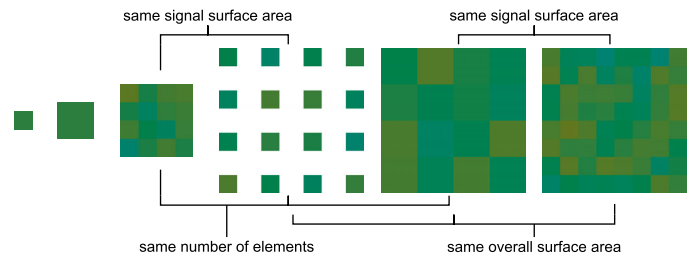 same signal surface area
same signal surface area
same number of elements
same overall surface area